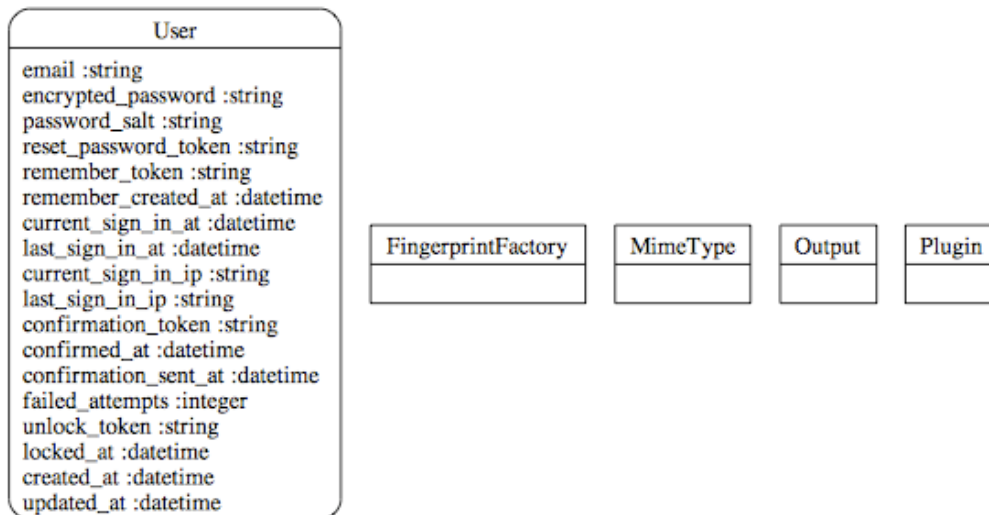 User
email :string
encrypted_password :string
password_salt :string
reset_password_token :string
remember_token :string
remember_created_at :datetime
current_sign_in_at :datetime
last_sign_in_at :datetime
current_sign_in_ip :string
last_sign_in_ip :string
confirmation_token :string
confirmed_at :datetime
confirmation_sent_at :datetime
failed_attempts :integer
unlock_token :string
locked_at :datetime
created_at :datetime
updated_at :datetime
FingerprintFactory
MimeType
Output
Plugin